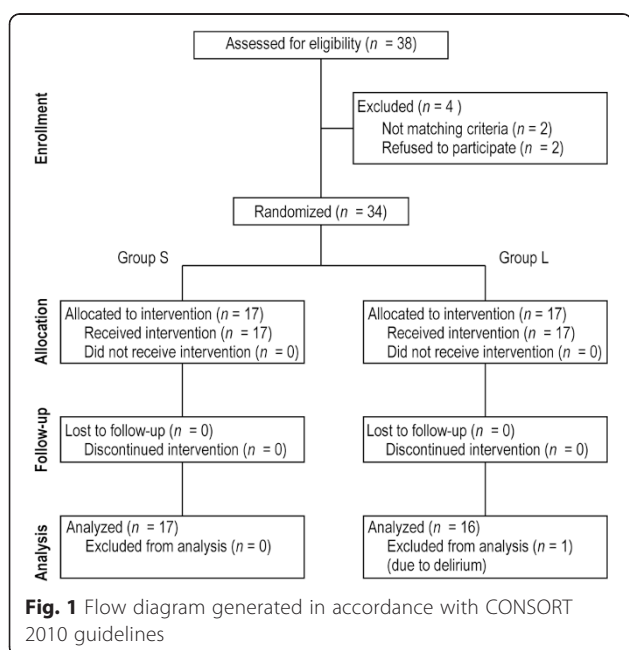 Assessed for eligibility (n = 38)
Enrollment
Excluded (n = 4 )
Not matching criteria (n = 2)
Refused to participate (n = 2)
Randomized (n = 34)
Group S
Group L
Allocation
Allocated to intervention (n = 17)
Received intervention (n = 17)
Did not receive intervention (n = 0)
Allocated to intervention (n = 17)
Received intervention (n = 17)
Did not receive intervention (n = 0)
Follow-up
Lost to follow-up (n = 0)
Discontinued intervention (n = 0)
Lost to follow-up (n = 0)
Discontinued intervention (n = 0)
Analysis
Analyzed (n = 17)
Excluded from analysis (n = 0)
Analyzed (n = 16)
Excluded from analysis (n = 1)
(due to delirium)
Fig. 1 Flow diagram generated in accordance with CONSORT
2010 guidelines